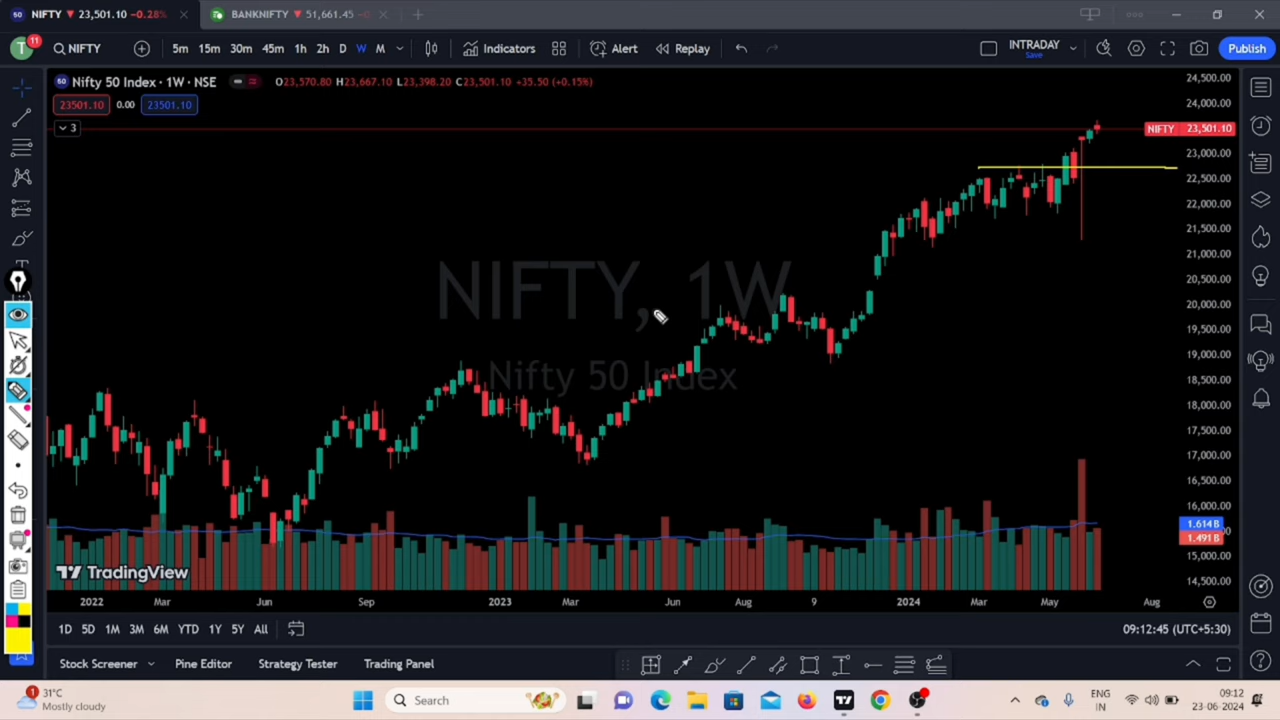 NIFTY 23,501.10 -0.28%
BANKNIFTY 51,661.45
11
NIFTY
5m 15m 30m 45m 1h 2h D W M
Indicators
Alert
Replay
INTRADAY
Save
Publish
50 Nifty 50 Index · 1W · NSE
O23,570.80 H23,667.10 L23,398.20 C23,501.10 +35.50 (+0.15%)
23501.10 0.00 23501.10
3
NIFTY, 1W
Nifty 50 Index
24,500.00
24,000.00
NIFTY 23,501.10
23,000.00
22,500.00
22,000.00
21,500.00
21,000.00
20,500.00
20,000.00
19,500.00
19,000.00
18,500.00
18,000.00
17,500.00
17,000.00
16,500.00
16,000.00
1.614B
1.491B
15,000.00
14,500.00
TradingView
2022 Mar Jun Sep 2023 Mar Jun Aug 9 2024 Mar May Aug
1D 5D 1M 3M 6M YTD 1Y 5Y All
09:12:45 (UTC+5:30)
Stock Screener Pine Editor Strategy Tester Trading Panel
1
31°C
Mostly cloudy
Search
ENG
IN
09:12
23-06-2024